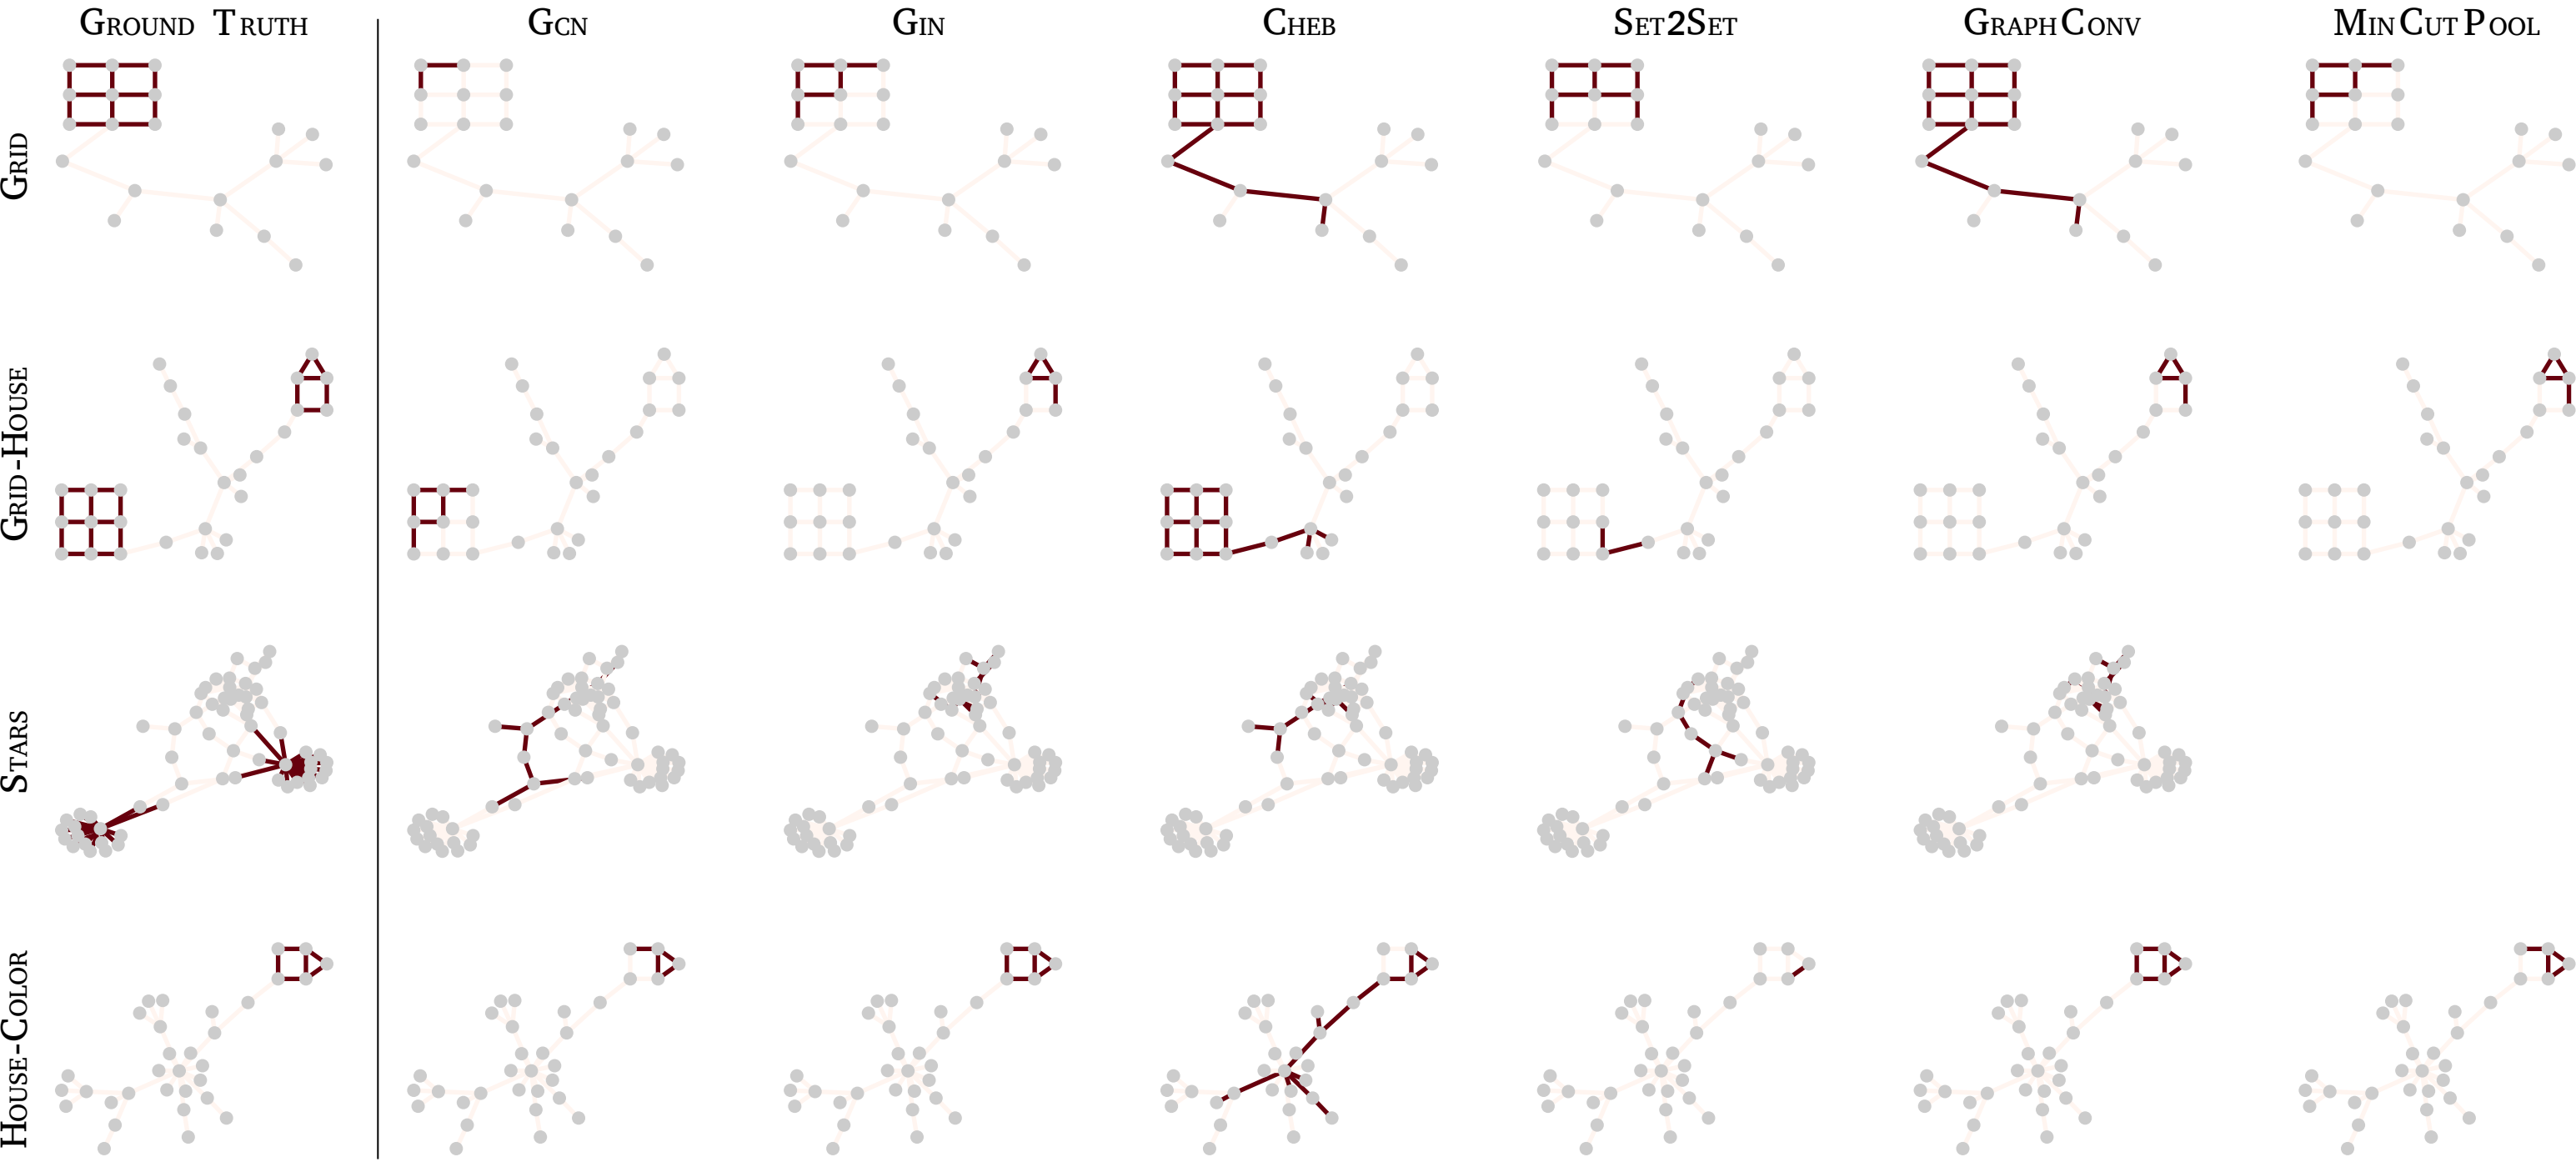 GROUND TRUTH
GCN
GIN
CHEB
SET2SET
GRAPHCONV
MINCUTPOOL
GRID
GRID-HOUSE
STARS
HOUSE-COLOR